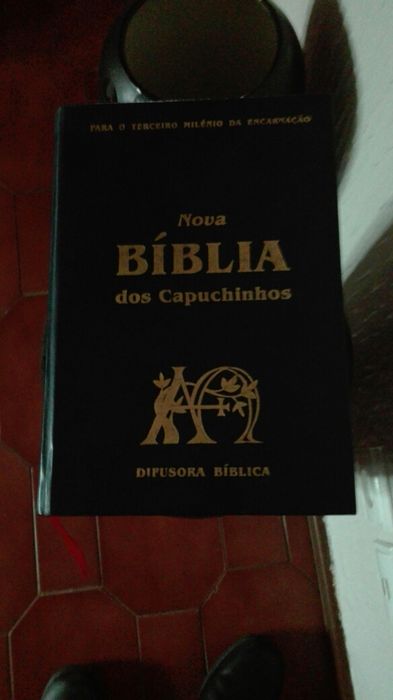 PARA O TERCEIRO MILÉNIO DA ENCARNAÇÃO
Nova
BÍBLIA
dos Capuchinhos
DIFUSORA BÍBLICA